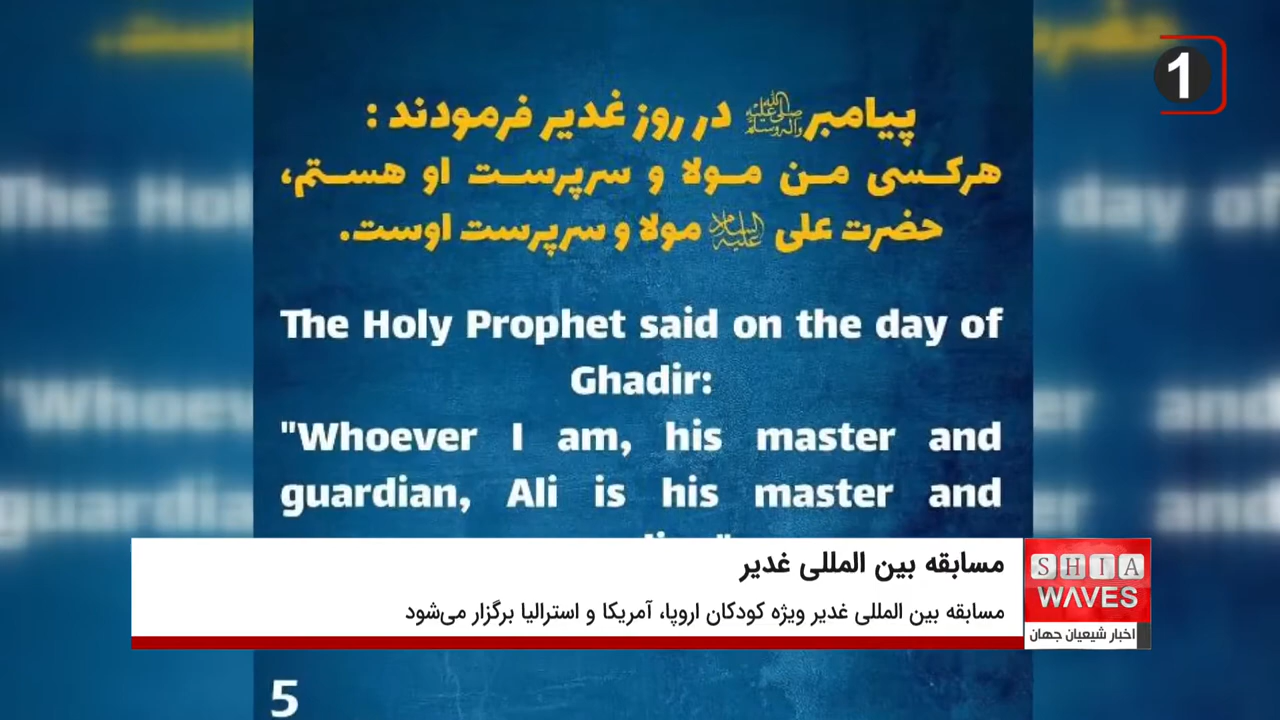 1
پیامبر ﷺ در روز غدیر فرمودند :
هرکسی من مولا و سرپرست او هستم،
حضرت علی علیه السلام مولا و سرپرست اوست.
The Holy Prophet said on the day of
Ghadir:
"Whoever I am, his master and
guardian, Ali is his master and
مسابقه بین المللی غدیر
مسابقه بین المللی غدیر ویژه کودکان اروپا، آمریکا و استرالیا برگزار می‌شود
SHIA
WAVES
اخبار شیعیان جهان
5